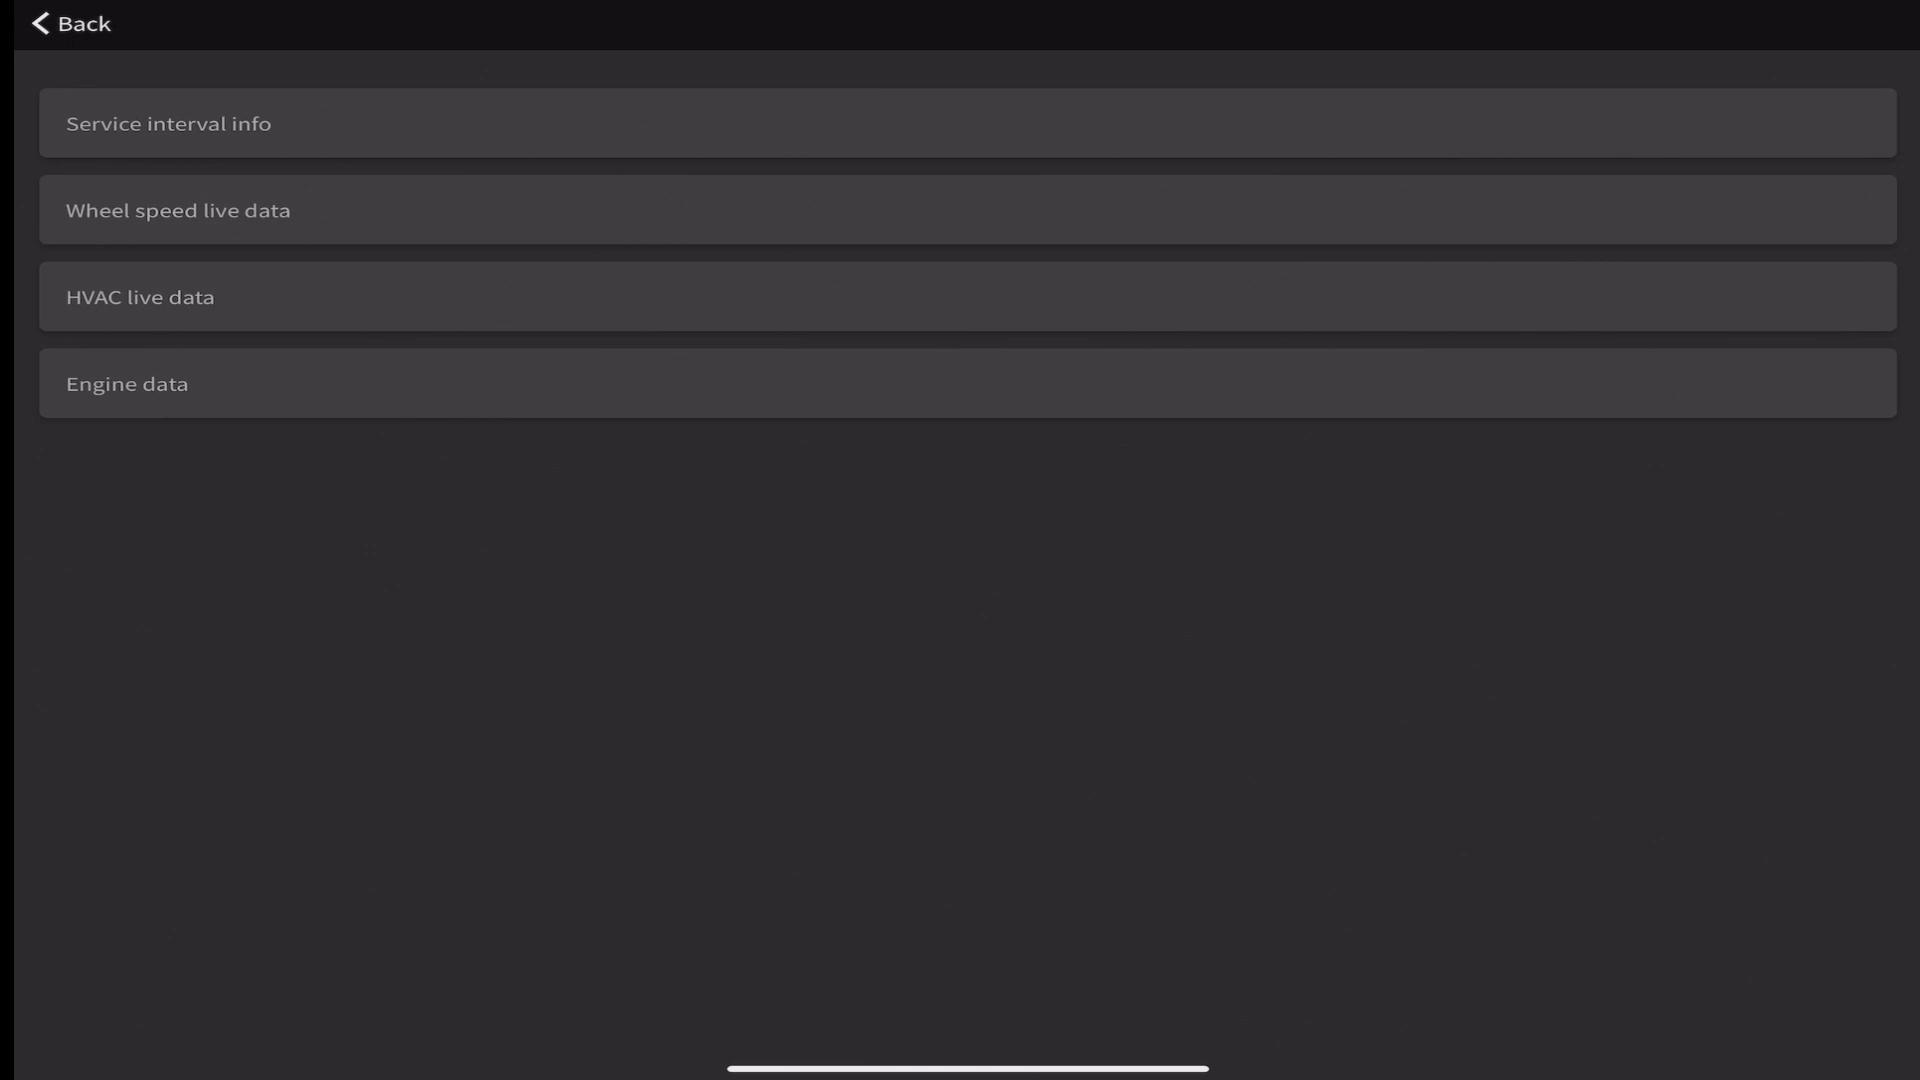 Back
Service interval info
Wheel speed live data
HVAC live data
Engine data